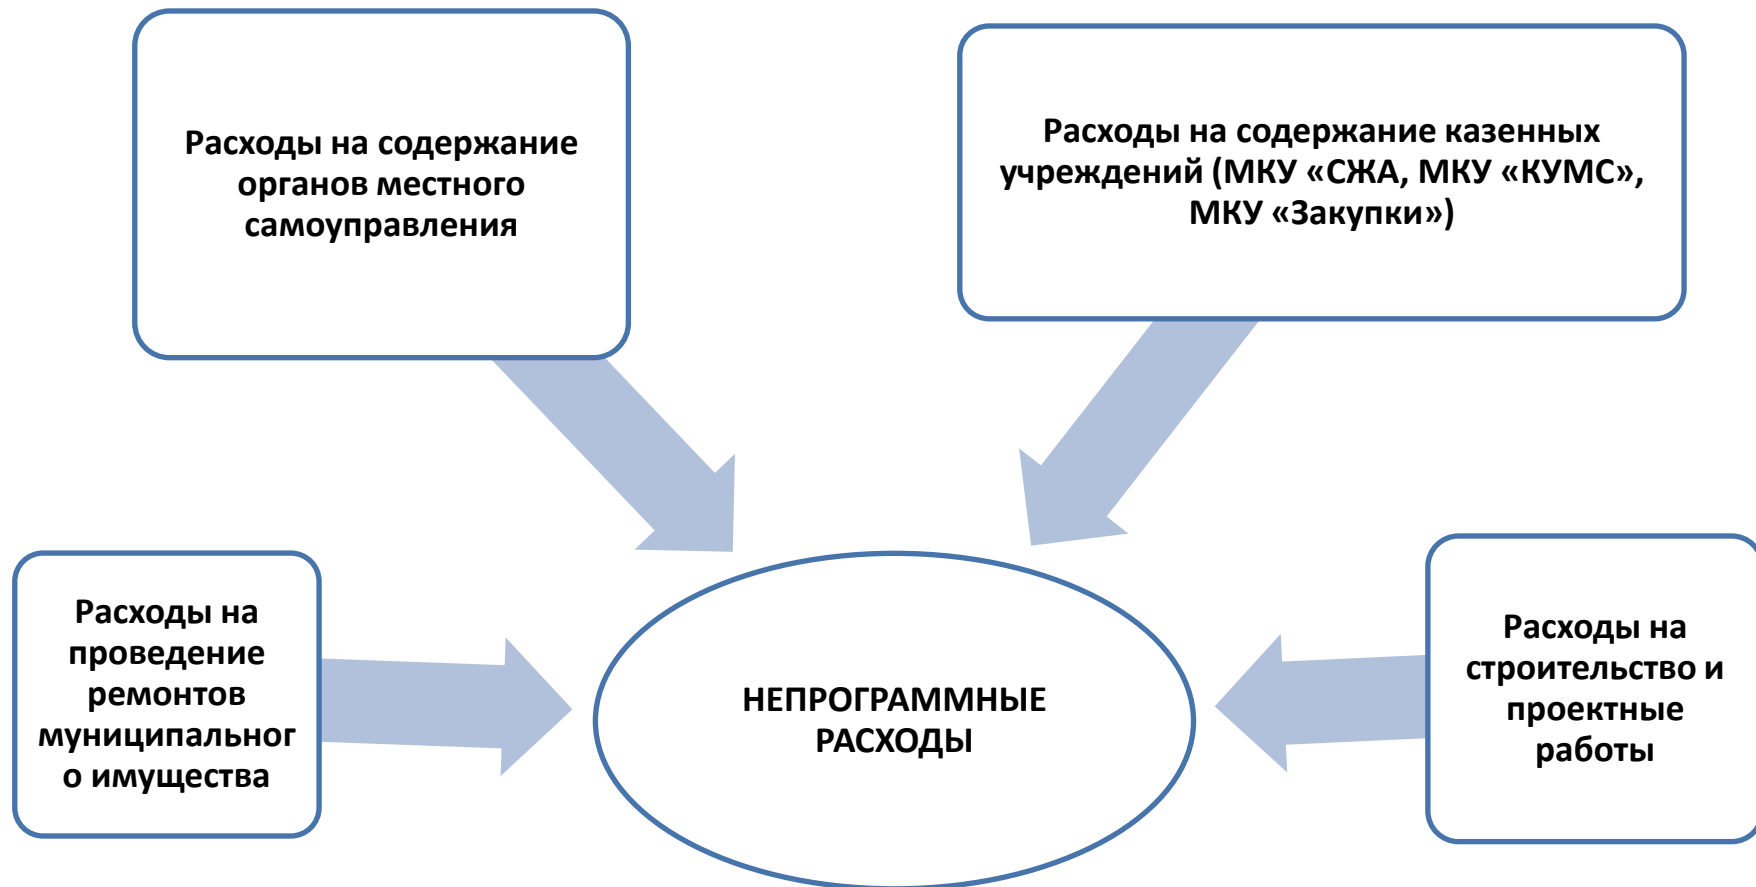 Расходы на содержание
органов местного
самоуправления
Расходы на содержание казенных
учреждений (МКУ «СЖА, МКУ «КУМС»,
МКУ «Закупки»)
Расходы на
проведение
ремонтов
муниципальног
о имущества
НЕПРОГРАММНЫЕ
РАСХОДЫ
Расходы на
строительство и
проектные
работы